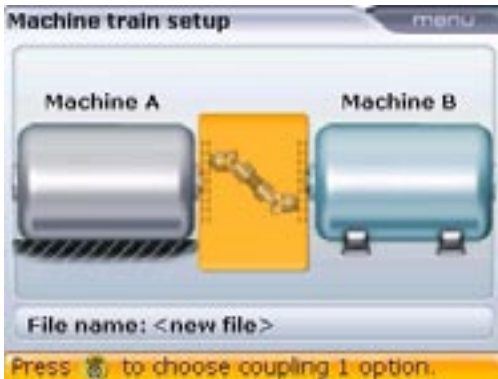 Machine train setup
menu
Machine A
Machine B
File name: <new file>
Press to choose coupling 1 option.